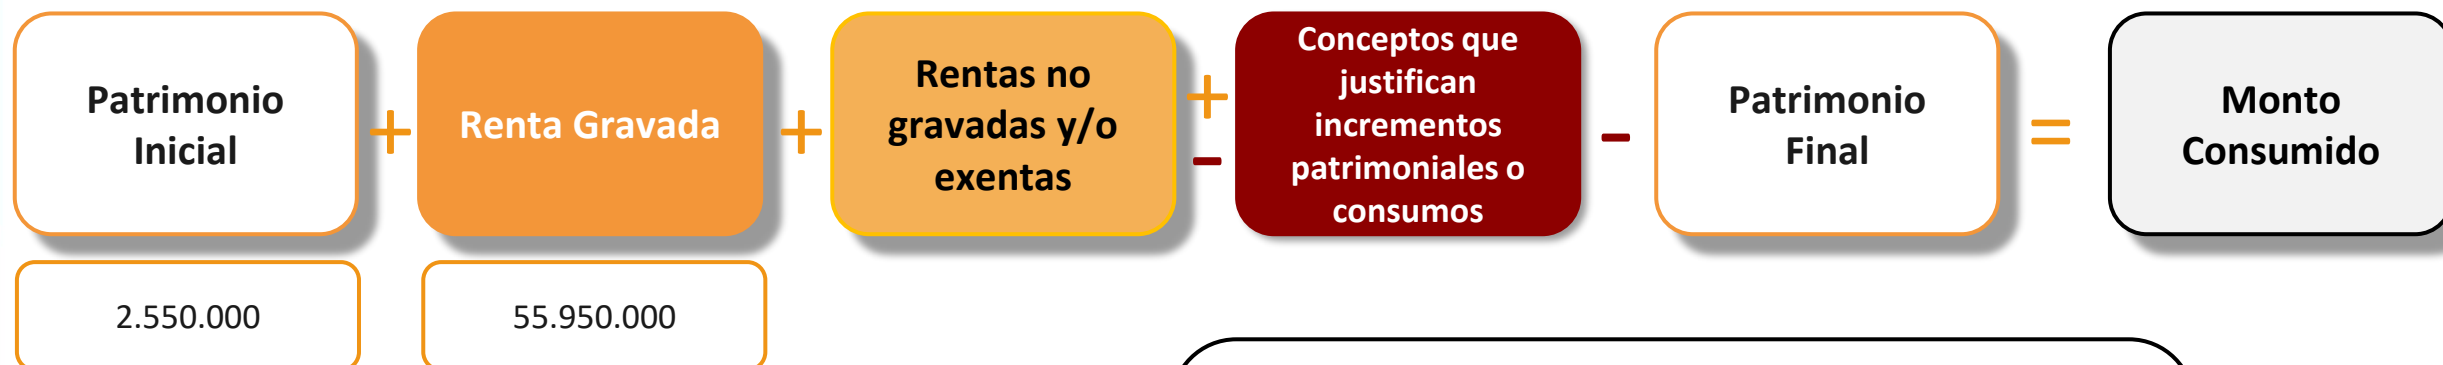 Patrimonio
Inicial
+
Renta Gravada
+
Rentas no
gravadas y/o
exentas
+
-
Conceptos que
justifican
incrementos
patrimoniales o
consumos
-
Patrimonio
Final
=
Monto
Consumido
2.550.000
55.950.000